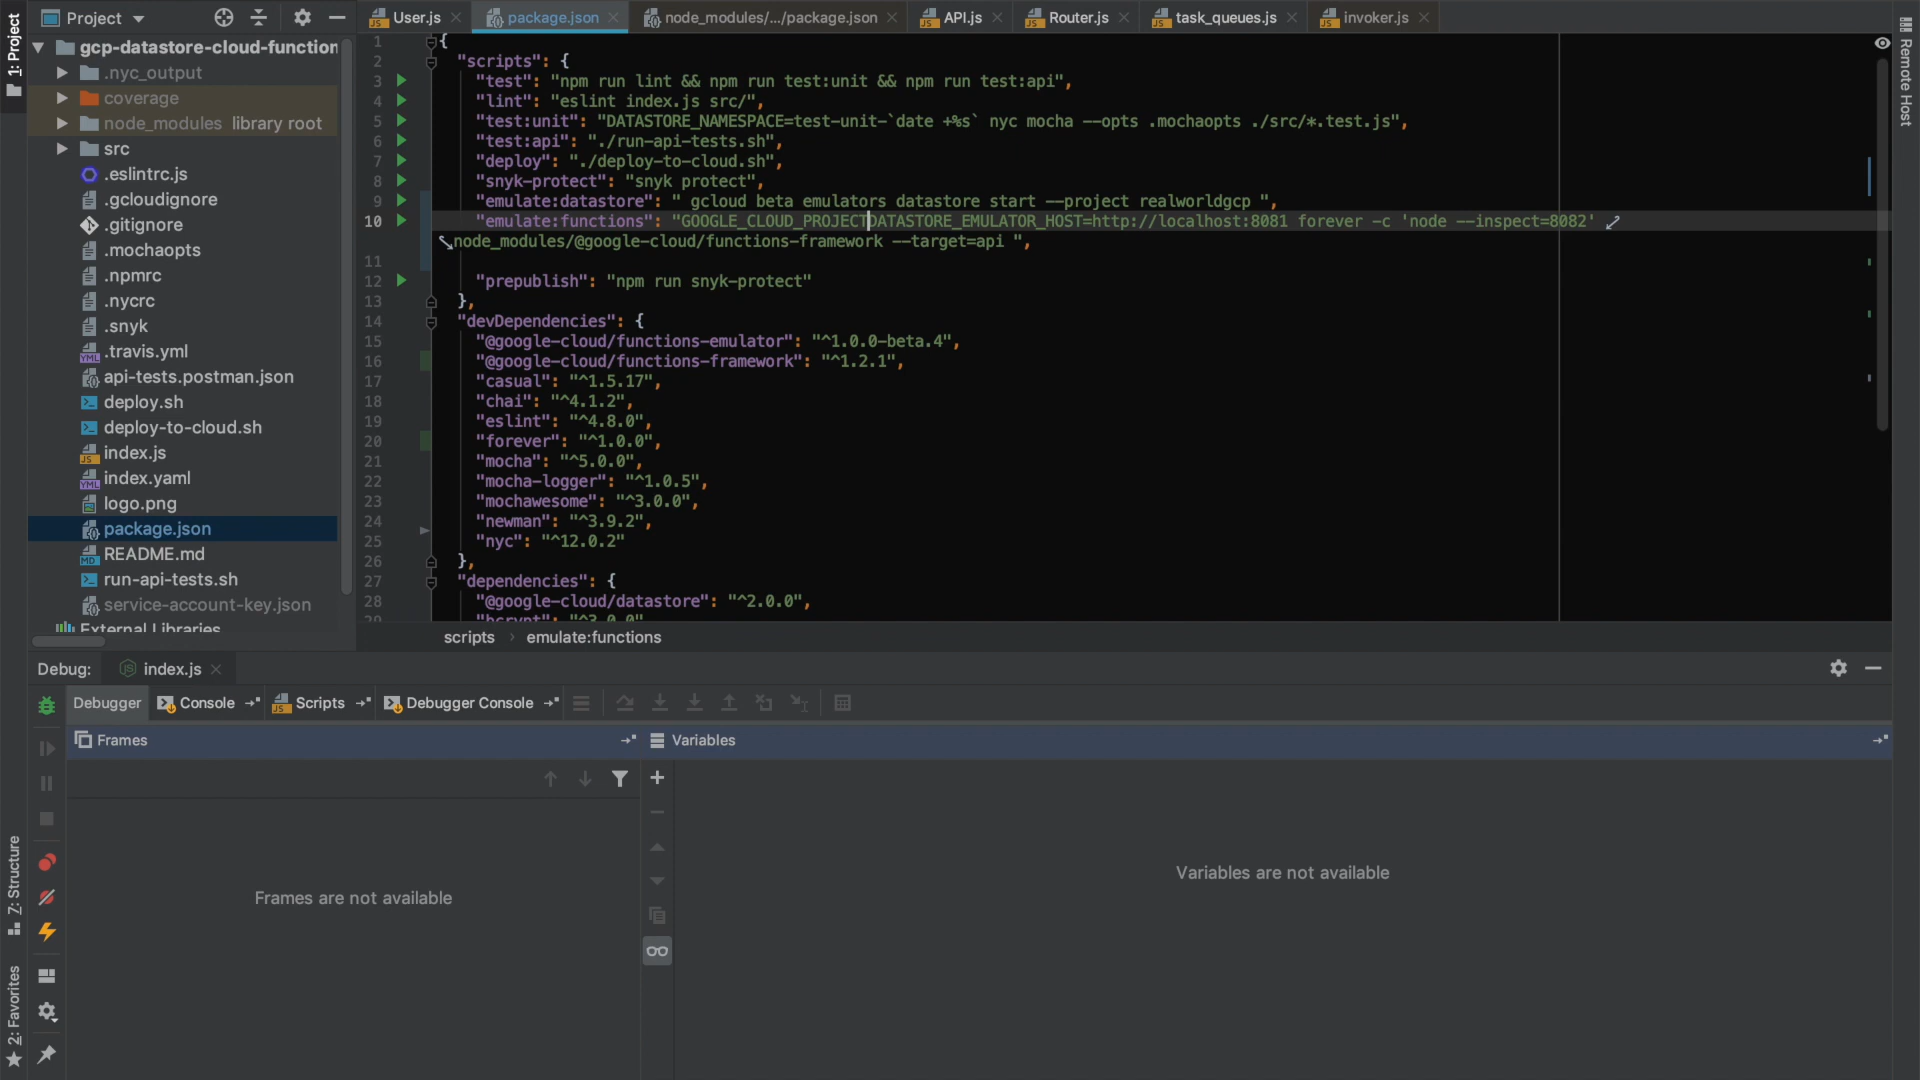 1: Project
Project
User.js
package.json
node_modules/.../package.json
API.js
Router.js
task_queues.js
invoker.js
Remote Host
gcp-datastore-cloud-function
.nyc_output
coverage
node_modules library root
src
.eslintrc.js
.gcloudignore
.gitignore
.mochaopts
.npmrc
.nycrc
.snyk
.travis.yml
api-tests.postman.json
deploy.sh
deploy-to-cloud.sh
index.js
index.yaml
logo.png
package.json
README.md
run-api-tests.sh
service-account-key.json
External Libraries
1 {
2 "scripts": {
3 "test": "npm run lint && npm run test:unit && npm run test:api",
4 "lint": "eslint index.js src/",
5 "test:unit": "DATASTORE_NAMESPACE=test-unit-`date +%s` nyc mocha --opts .mochaopts ./src/*.test.js",
6 "test:api": "./run-api-tests.sh",
7 "deploy": "./deploy-to-cloud.sh",
8 "snyk-protect": "snyk protect",
9 "emulate:datastore": " gcloud beta emulators datastore start --project realworldgcp ",
10 "emulate:functions": "GOOGLE_CLOUD_PROJECTDATASTORE_EMULATOR_HOST=http://localhost:8081 forever -c 'node --inspect=8082'
node_modules/@google-cloud/functions-framework --target=api ",
11
12 "prepublish": "npm run snyk-protect"
13 },
14 "devDependencies": {
15 "@google-cloud/functions-emulator": "^1.0.0-beta.4",
16 "@google-cloud/functions-framework": "^1.2.1",
17 "casual": "^1.5.17",
18 "chai": "^4.1.2",
19 "eslint": "^4.8.0",
20 "forever": "^1.0.0",
21 "mocha": "^5.0.0",
22 "mocha-logger": "^1.0.5",
23 "mochawesome": "^3.0.0",
24 "newman": "^3.9.2",
25 "nyc": "^12.0.2"
26 },
27 "dependencies": {
28 "@google-cloud/datastore": "^2.0.0",
29 "bcrypt": "^3.0.0"
scripts › emulate:functions
Debug:
index.js
Debugger
Console
Scripts
Debugger Console
Frames
Variables
Frames are not available
Variables are not available
Z: Structure
2: Favorites